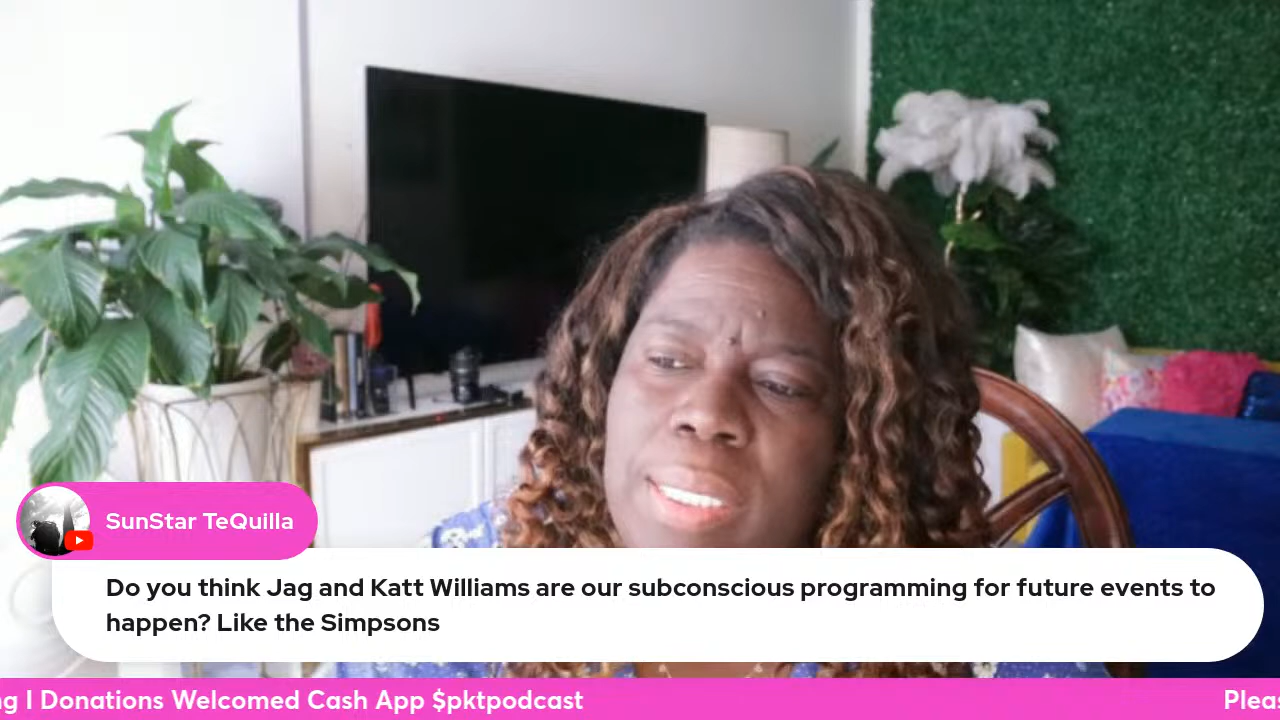 SunStar TeQuilla
Do you think Jag and Katt Williams are our subconscious programming for future events to
happen? Like the Simpsons
ng I Donations Welcomed Cash App $pktpodcast
Pleas